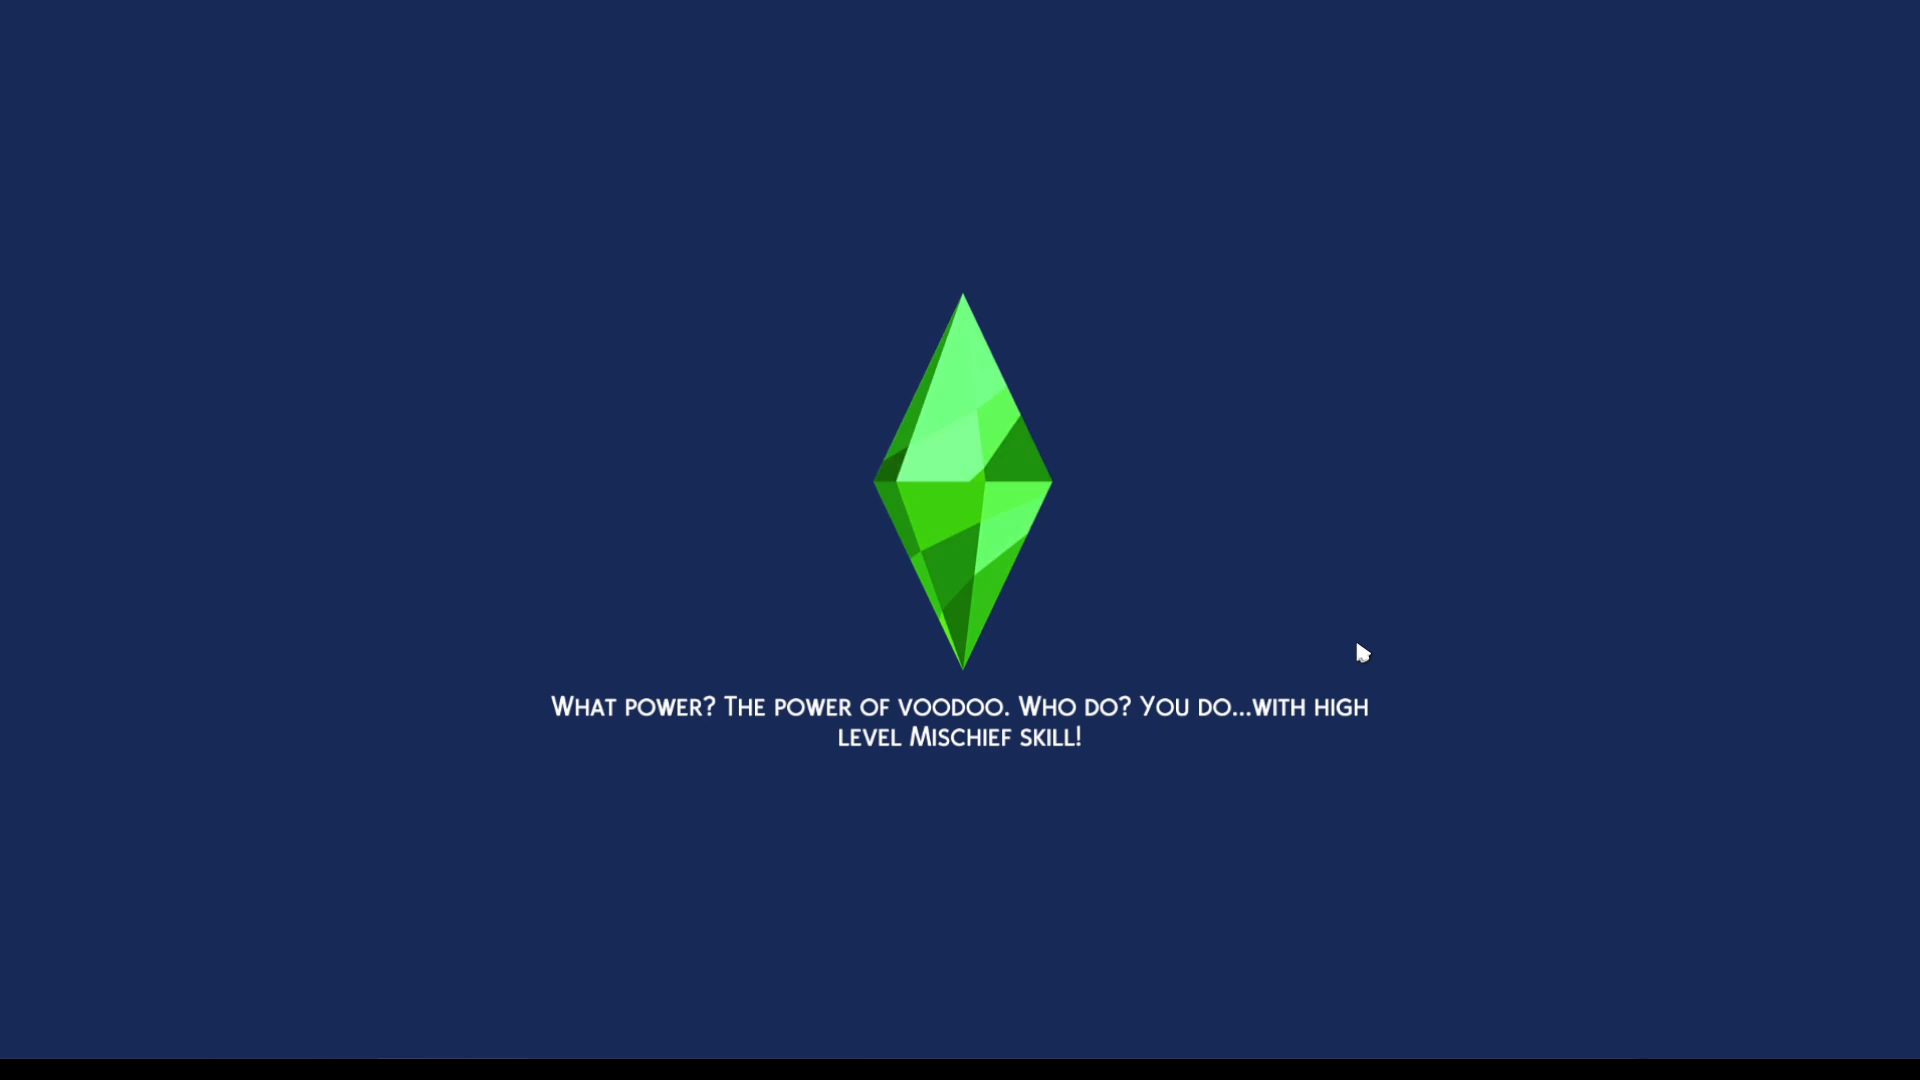 What power? The power of voodoo. Who do? You do...with high
level Mischief skill!